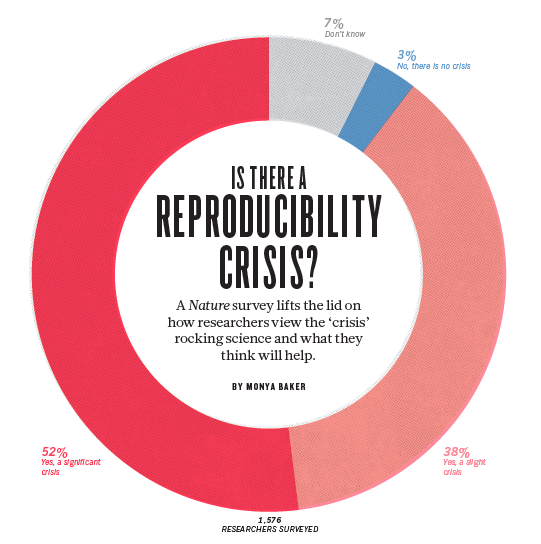 7%
Don't know
3%
No, there is no crisis
IS THERE A
REPRODUCIBILITY
CRISIS?
A Nature survey lifts the lid on
how researchers view the ‘crisis’
rocking science and what they
think will help.
BY MONYA BAKER
52%
Yes, a significant
crisis
38%
Yes, a slight
crisis
1,576
RESEARCHERS SURVEYED